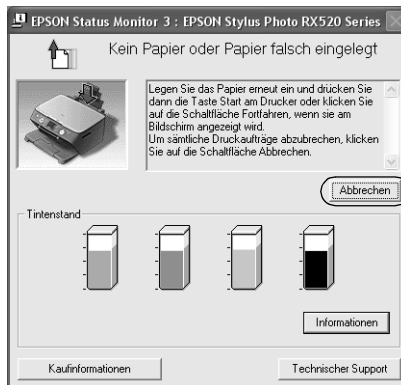 EPSON Status Monitor 3 : EPSON Stylus Photo RX520 Series
Kein Papier oder Papier falsch eingelegt
Legen Sie das Papier erneut ein und drücken Sie
dann die Taste Start am Drucker oder klicken Sie
auf die Schaltfläche Fortfahren, wenn sie am
Bildschirm angezeigt wird.
Um sämtliche Druckaufträge abzubrechen, klicken
Sie auf die Schaltfläche Abbrechen.
Abbrechen
Tintenstand
Informationen
Kaufinformationen
Technischer Support